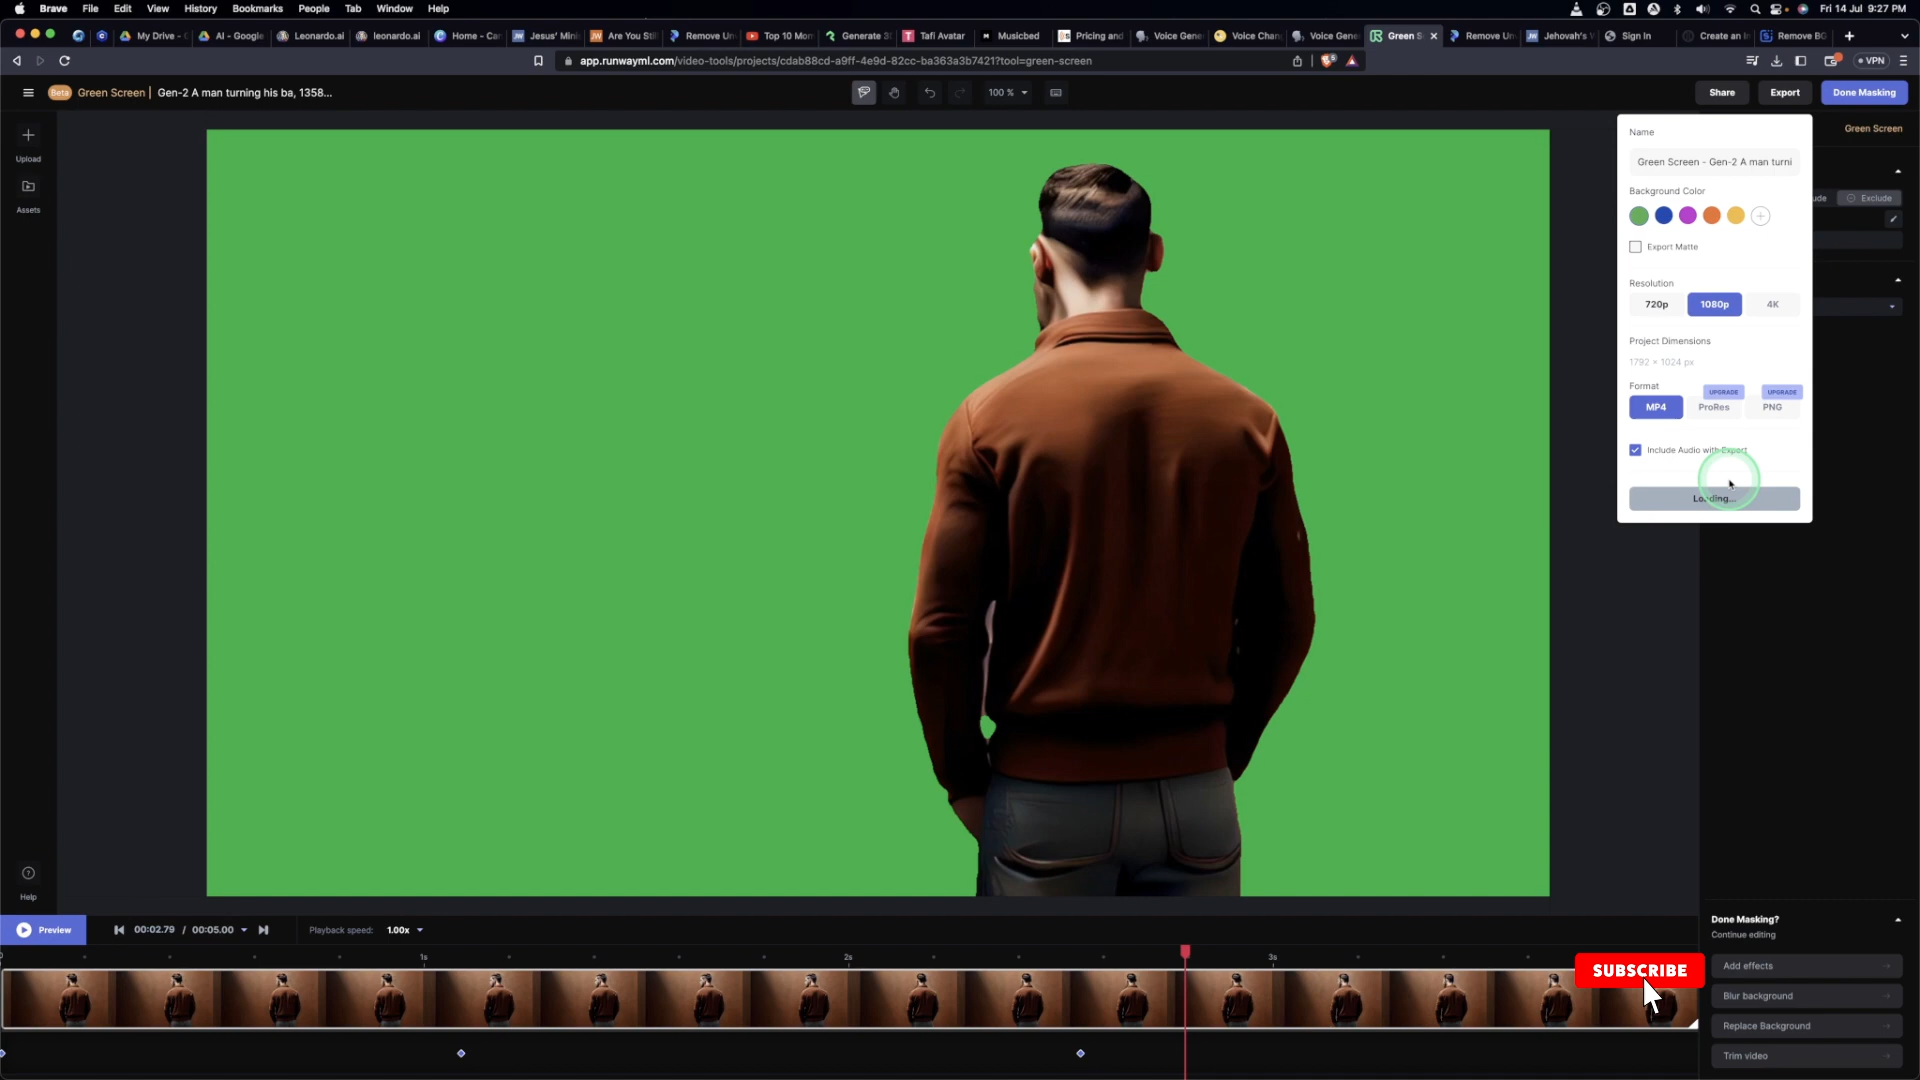 Brave File Edit View History Bookmarks People Tab Window Help Fri 14 Jul 9:27 PM
My Drive - AI - Google Leonardo.ai leonardo.ai Home - Ca Jesus' Mini Are You Sti Remove Un Top 10 Mon Generate 3 Tafi Avatar Musicbed Pricing and Voice Gene Voice Chan Voice Gene Green S Remove Un Jehovah's Sign In Create an Remove BG
app.runwayml.com/video-tools/projects/cdab88cd-a9ff-4e9d-82cc-ba363a3b7421?tool=green-screen VPN
Beta Green Screen | Gen-2 A man turning his ba, 1358... 100 % Share Export Done Masking
Upload
Assets
Name
Green Screen - Gen-2 A man turni
Background Color
Export Matte
Resolution
720p 1080p 4K
Project Dimensions
1792 × 1024 px
Format
UPGRADE UPGRADE
MP4 ProRes PNG
Include Audio with Export
Loading...
Green Screen
ude Exclude
Help
Preview 00:02.79 / 00:05.00 Playback speed: 1.00x
1s 2s 3s
SUBSCRIBE
Done Masking?
Continue editing
Add effects
Blur background
Replace Background
Trim video